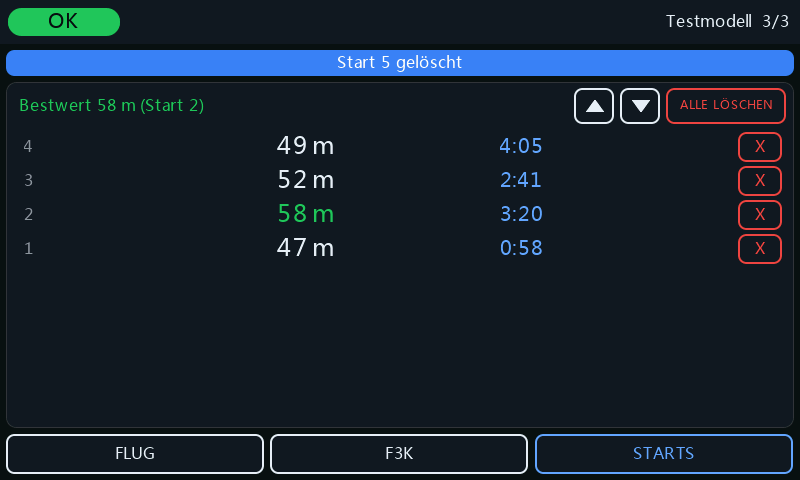 OK
Testmodell 3/3
Start 5 gelöscht
Bestwert 58 m (Start 2)
ALLE LÖSCHEN
4 49 m 4:05 X
3 52 m 2:41 X
2 58 m 3:20 X
1 47 m 0:58 X
FLUG F3K STARTS